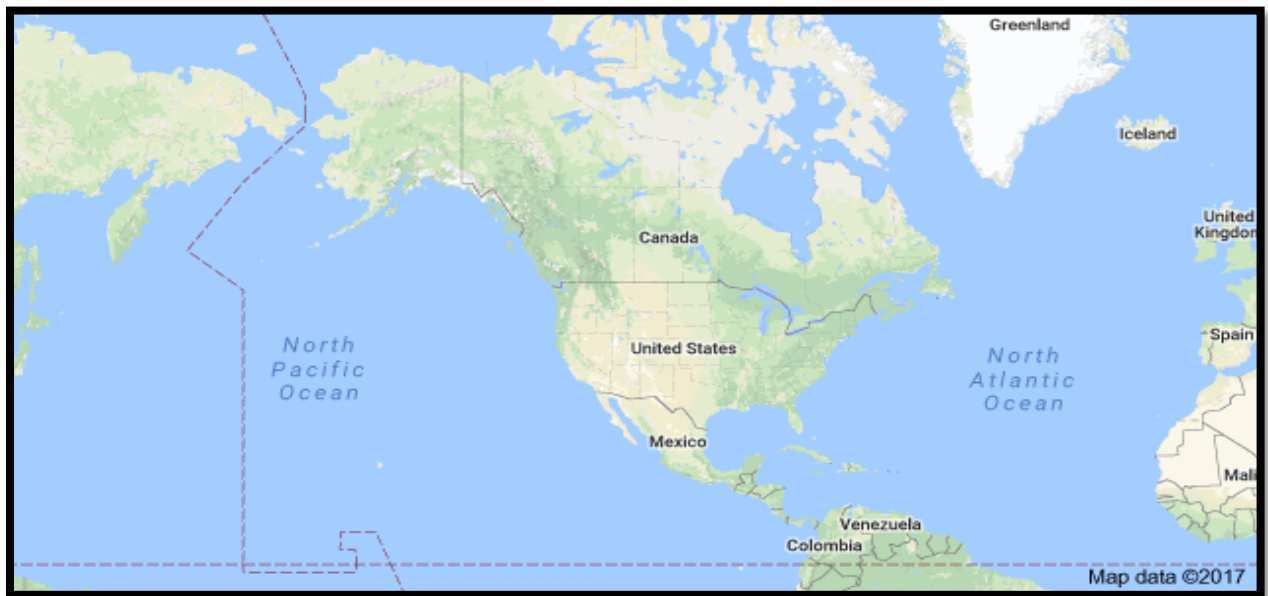 Greenland
Iceland
United
Kingdom
Canada
North
Pacific
Ocean
United States
North
Atlantic
Ocean
Spain
Mexico
Mali
Venezuela
Colombia
Map data ©2017